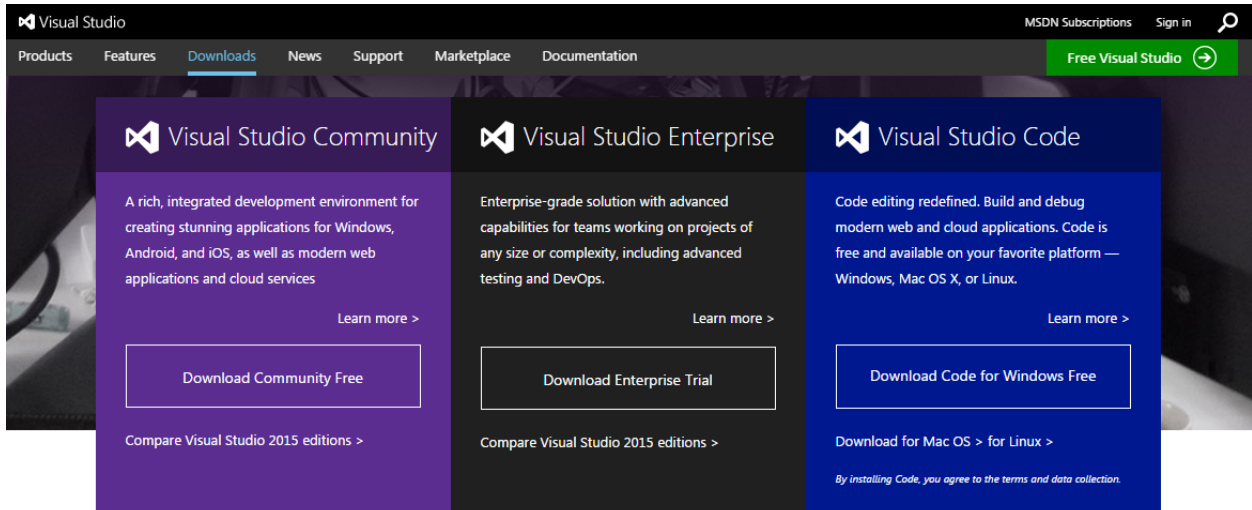 Visual Studio
MSDN Subscriptions Sign in
Products Features Downloads News Support Marketplace Documentation
Free Visual Studio
Visual Studio Community
A rich, integrated development environment for
creating stunning applications for Windows,
Android, and iOS, as well as modern web
applications and cloud services
Learn more >
Download Community Free
Compare Visual Studio 2015 editions >
Visual Studio Enterprise
Enterprise-grade solution with advanced
capabilities for teams working on projects of
any size or complexity, including advanced
testing and DevOps.
Learn more >
Download Enterprise Trial
Compare Visual Studio 2015 editions >
Visual Studio Code
Code editing redefined. Build and debug
modern web and cloud applications. Code is
free and available on your favorite platform —
Windows, Mac OS X, or Linux.
Learn more >
Download Code for Windows Free
Download for Mac OS > for Linux >
By installing Code, you agree to the terms and data collection.